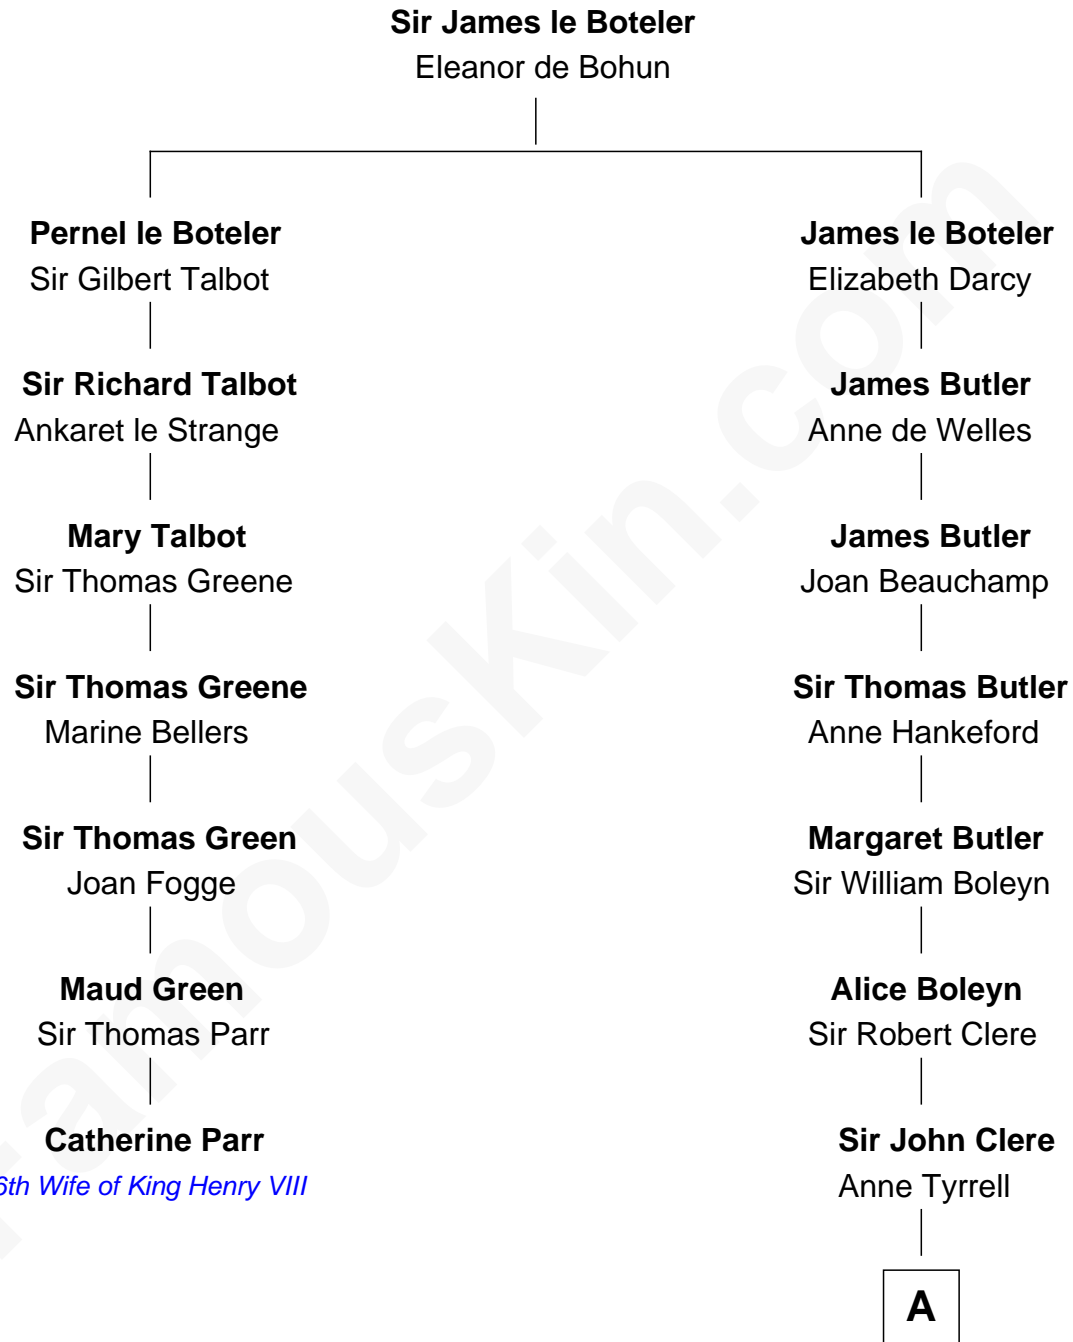 Sir James le Boteler
Eleanor de Bohun
Pernel le Boteler
Sir Gilbert Talbot
James le Boteler
Elizabeth Darcy
Sir Richard Talbot
Ankaret le Strange
James Butler
Anne de Welles
Mary Talbot
Sir Thomas Greene
James Butler
Joan Beauchamp
Sir Thomas Greene
Marine Bellers
Sir Thomas Butler
Anne Hankeford
Sir Thomas Green
Joan Fogge
Margaret Butler
Sir William Boleyn
Maud Green
Sir Thomas Parr
Alice Boleyn
Sir Robert Clere
Catherine Parr
6th Wife of King Henry VIII
Sir John Clere
Anne Tyrrell
A
FamousKin.com